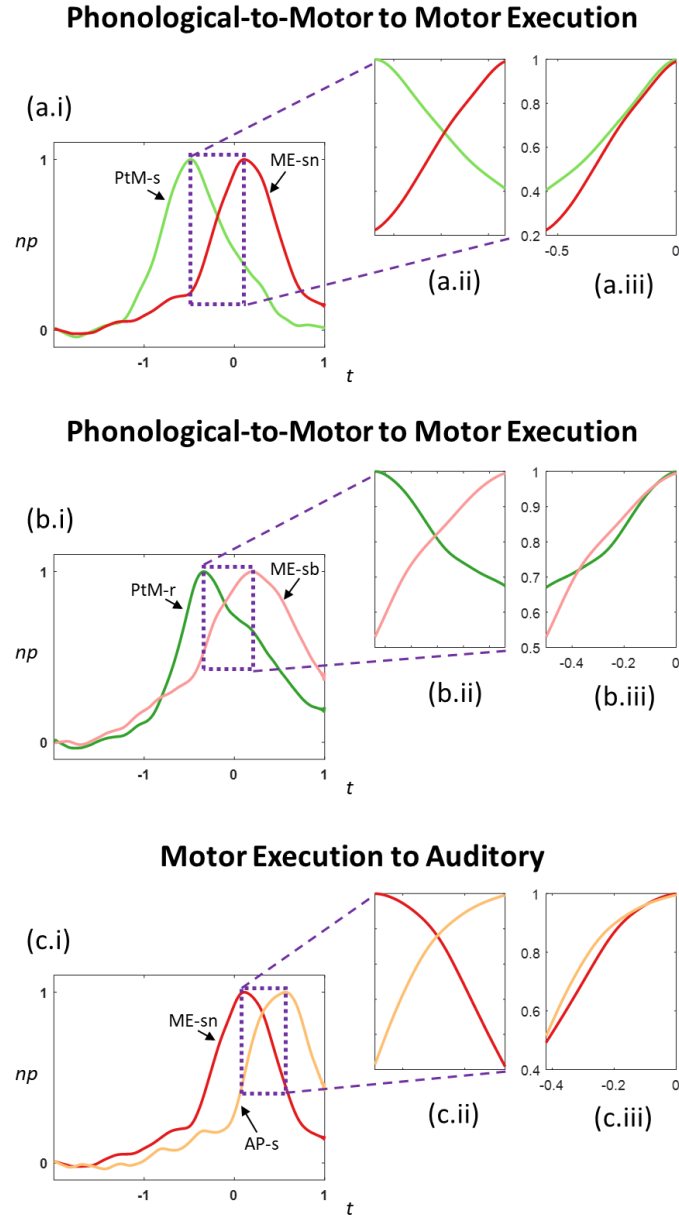 Phonological-to-Motor to Motor Execution
(a.i)
PtM-s
ME-sn
np
1
0
-1
0
1
t
(a.ii)
1
0.8
0.6
0.4
0.2
-0.5
0
(a.iii)
Phonological-to-Motor to Motor Execution
(b.i)
PtM-r
ME-sb
np
1
0
-1
0
1
t
(b.ii)
1
0.9
0.8
0.7
0.6
0.5
-0.4
-0.2
0
(b.iii)
Motor Execution to Auditory
(c.i)
ME-sn
AP-s
np
1
0
-1
0
1
t
(c.ii)
1
0.8
0.6
0.4
-0.4
-0.2
0
(c.iii)